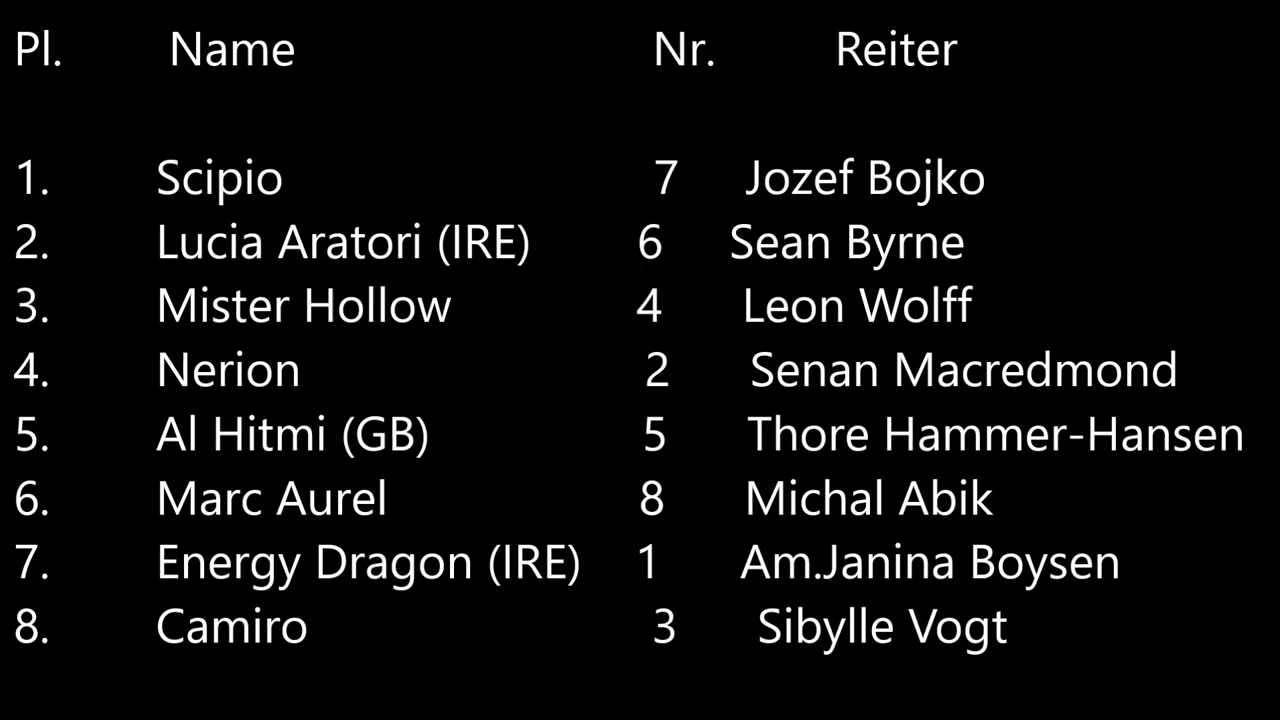 Pl. Name Nr. Reiter
1. Scipio 7 Jozef Bojko
2. Lucia Aratori (IRE) 6 Sean Byrne
3. Mister Hollow 4 Leon Wolff
4. Nerion 2 Senan Macredmond
5. Al Hitmi (GB) 5 Thore Hammer-Hansen
6. Marc Aurel 8 Michal Abik
7. Energy Dragon (IRE) 1 Am.Janina Boysen
8. Camiro 3 Sibylle Vogt